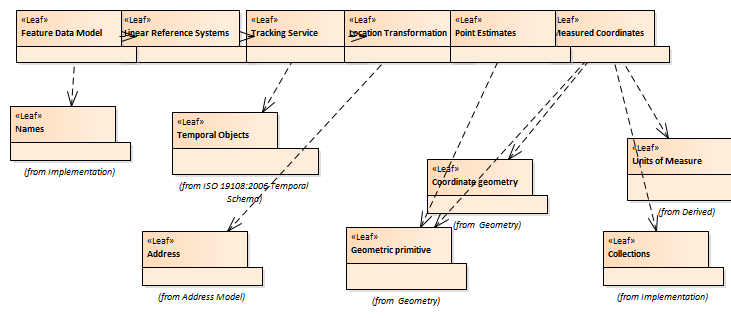 «Leaf»
Feature Data Model
«Leaf»
Linear Reference Systems
«Leaf»
Tracking Service
«Leaf»
Location Transformation
«Leaf»
Point Estimates
«Leaf»
Measured Coordinates
«Leaf»
Names
(from Implementation)
«Leaf»
Temporal Objects
(from ISO 19108:2006 Temporal
Schema)
«Leaf»
Coordinate geometry
(from Geometry)
«Leaf»
Units of Measure
(from Derived)
«Leaf»
Address
(from Address Model)
«Leaf»
Geometric primitive
(from Geometry)
«Leaf»
Collections
(from Implementation)